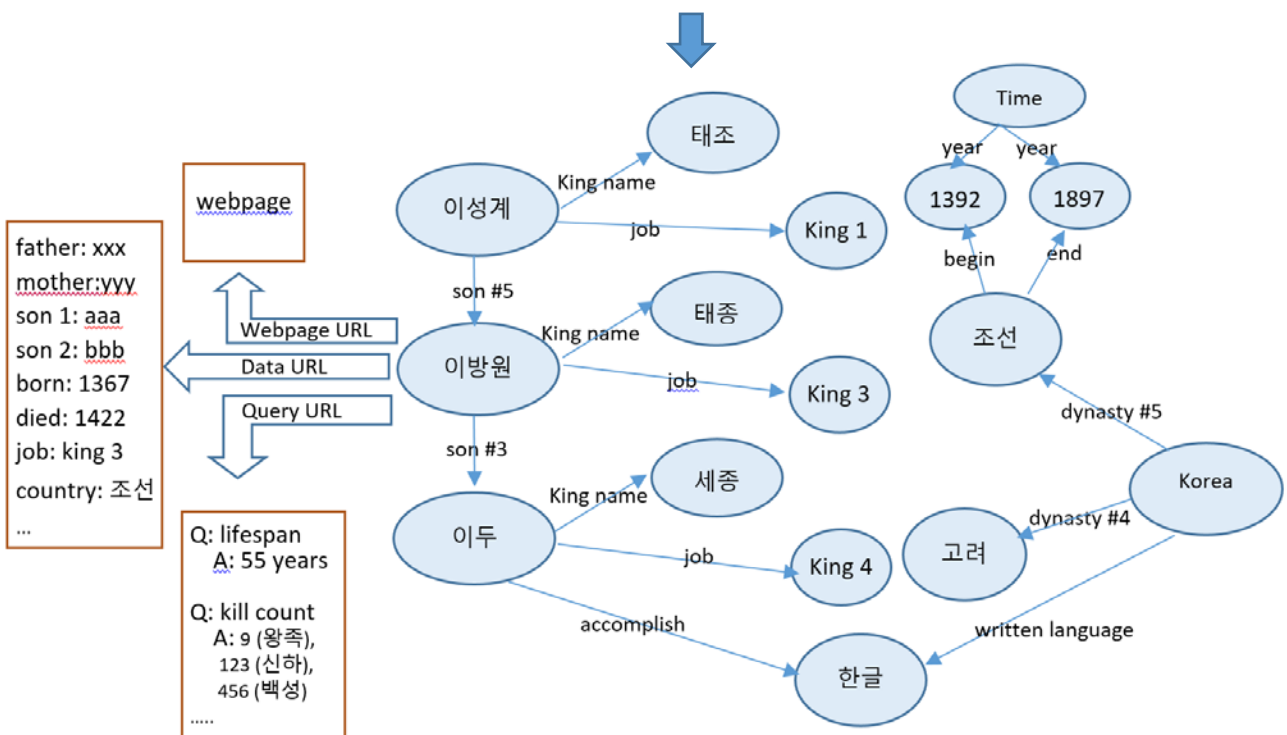 webpage
father: xxx
mother:yyy
son 1: aaa
son 2: bbb
born: 1367
died: 1422
job: king 3
country: 조선
...
Webpage URL
Data URL
Query URL
Q: lifespan
A: 55 years
Q: kill count
A: 9 (왕족),
123 (신하),
456 (백성)
.....
이성계
King name
태조
job
King 1
son #5
이방원
King name
태종
job
King 3
son #3
이두
King name
세종
job
King 4
accomplish
한글
Time
year
year
1392
1897
begin
end
조선
dynasty #5
Korea
dynasty #4
고려
written language